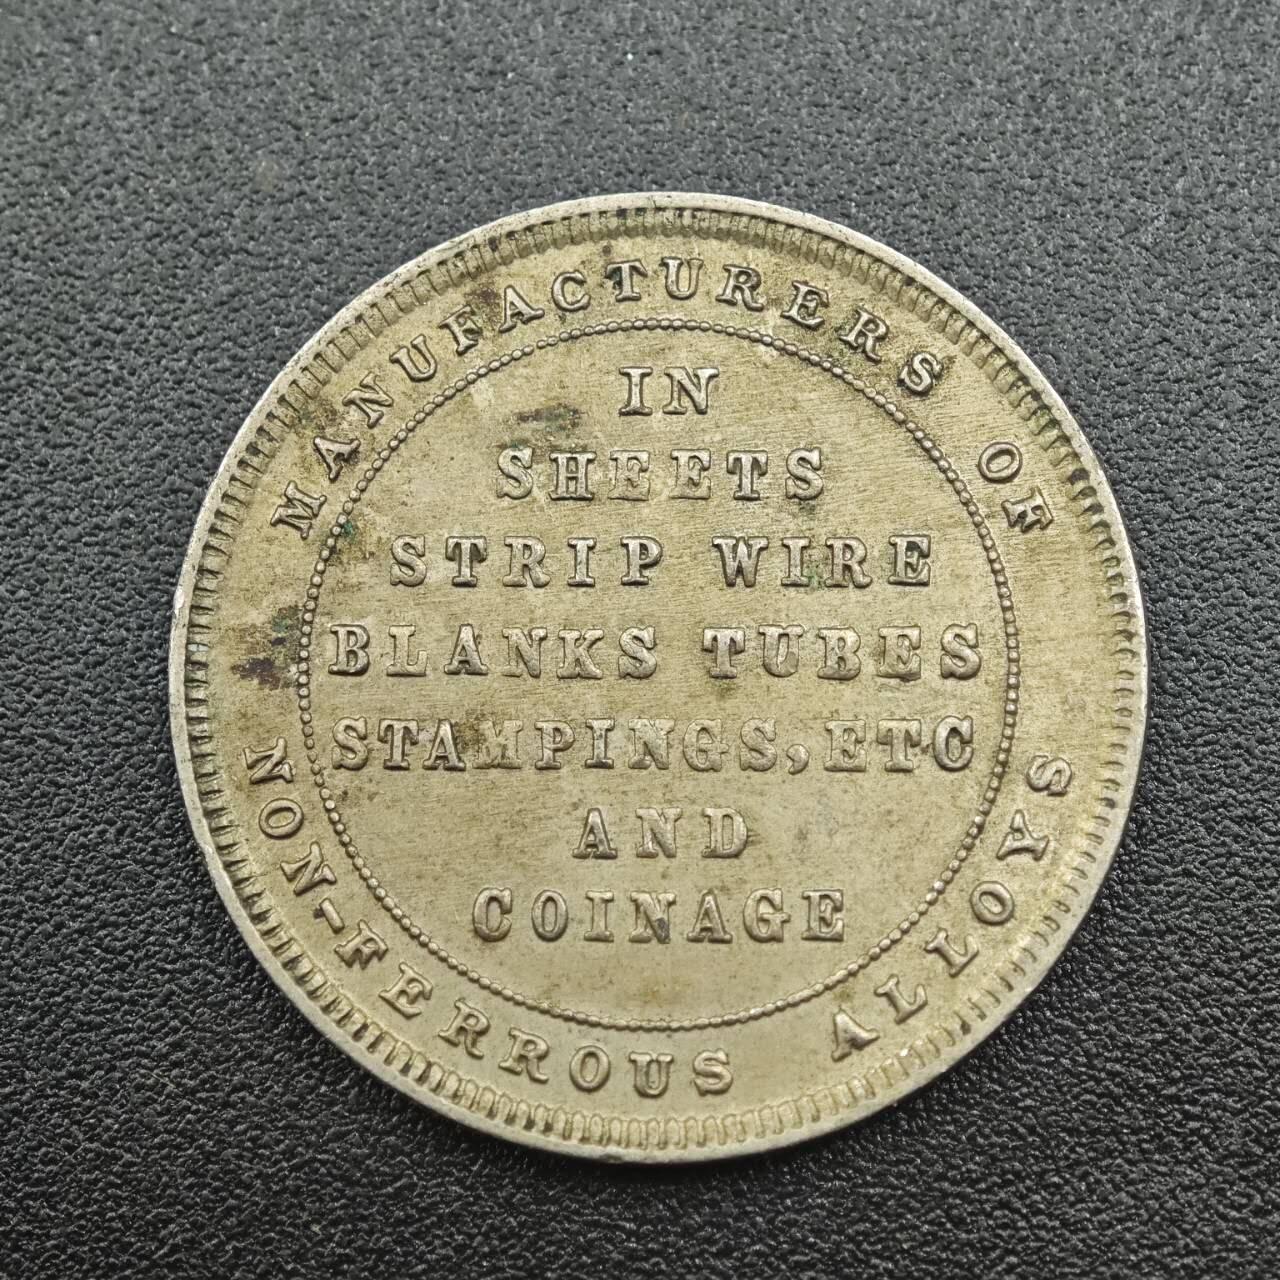 MANUFACTURERS OF
NON-FERROUS ALLOYS
IN
SHEETS
STRIP WIRE
BLANKS TUBES
STAMPINGS, ETC
AND
COINAGE